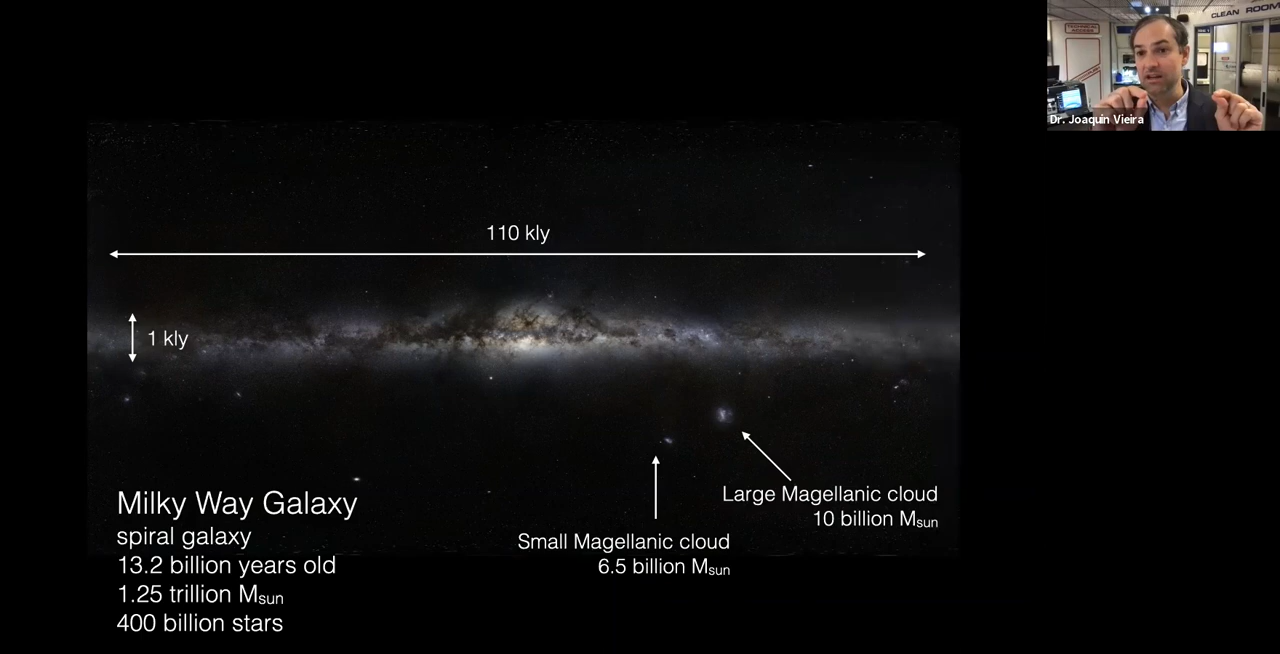 CLEAN ROOM
TECHNICAL
ACCESS
Dr. Joaquin Vieira
110 kly
1 kly
Large Magellanic cloud
10 billion Msun
Milky Way Galaxy
spiral galaxy
13.2 billion years old
1.25 trillion Msun
400 billion stars
Small Magellanic cloud
6.5 billion Msun